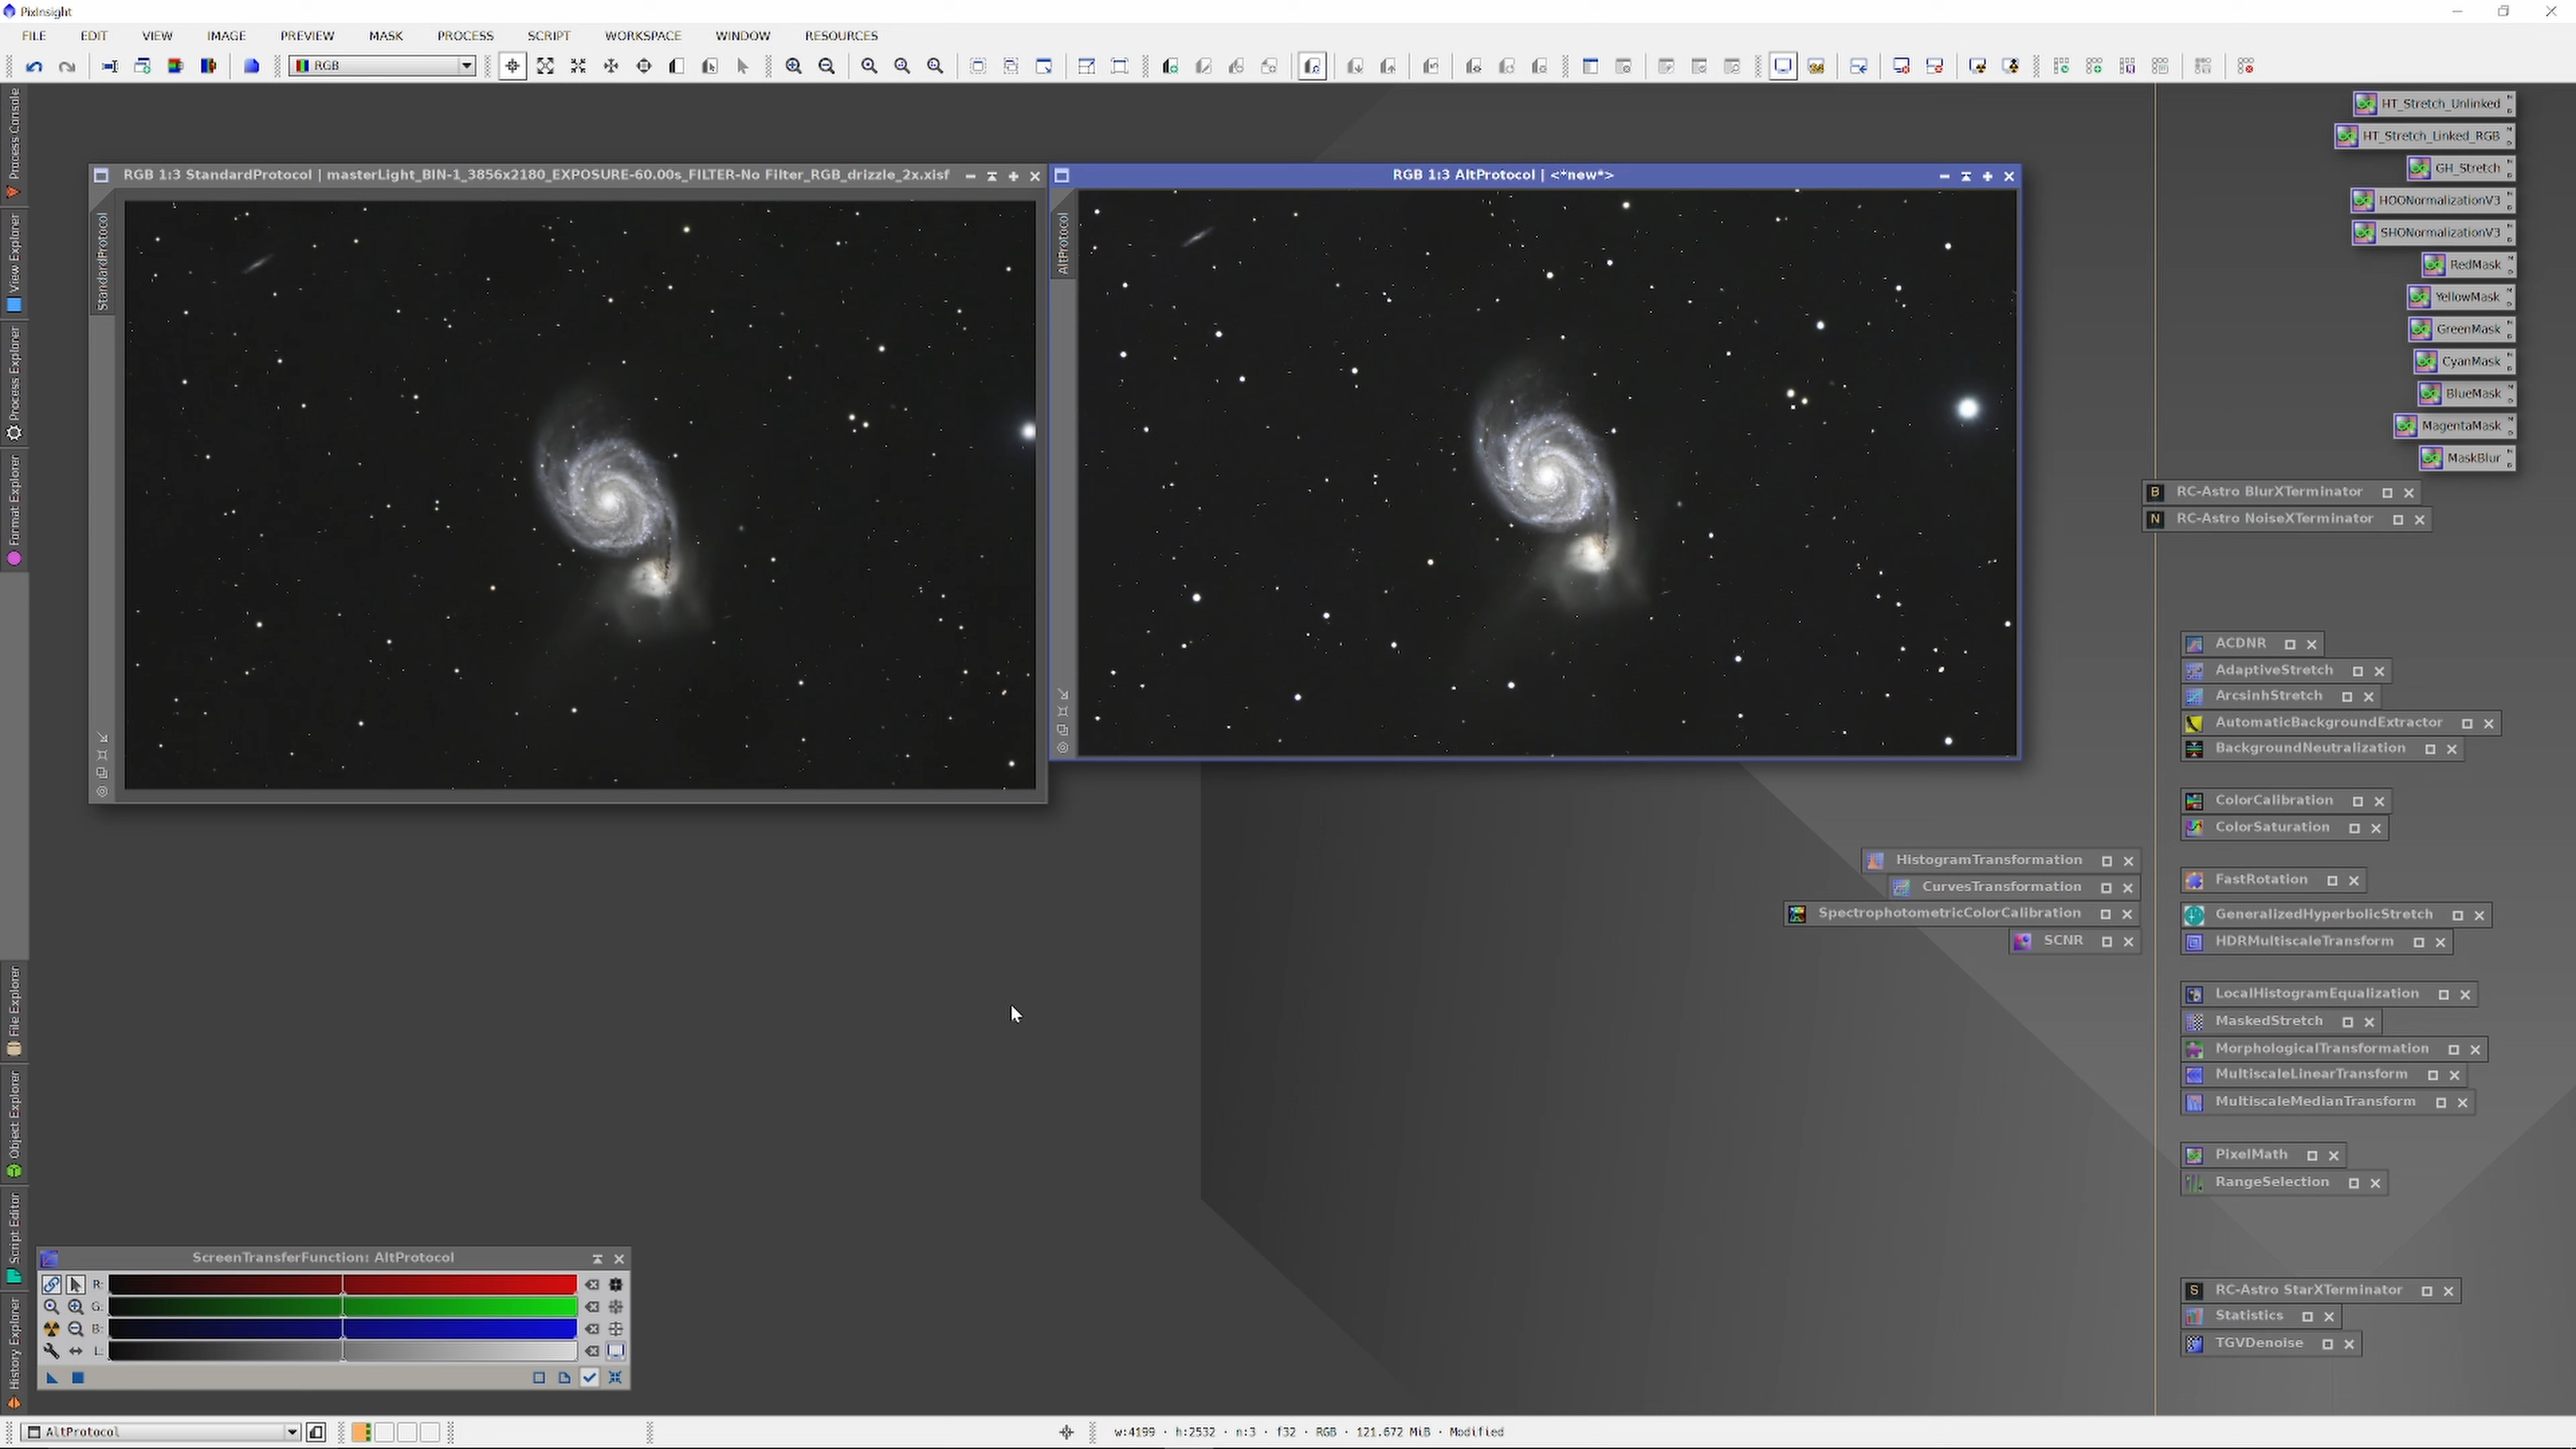 PixInsight
FILE EDIT VIEW IMAGE PREVIEW MASK PROCESS SCRIPT WORKSPACE WINDOW RESOURCES
RGB
Process Console
View Explorer
Process Explorer
Format Explorer
File Explorer
Object Explorer
Script Editor
History Explorer
RGB 1:3 StandardProtocol | masterLight_BIN-1_3856x2180_EXPOSURE-60.00s_FILTER-No Filter_RGB_drizzle_2x.xisf
StandardProtocol
RGB 1:3 AltProtocol | <*new*>
AltProtocol
HT_Stretch_Unlinked
HT_Stretch_Linked_RGB
GH_Stretch
HOONormalizationV3
SHONormalizationV3
RedMask
YellowMask
GreenMask
CyanMask
BlueMask
MagentaMask
MaskBlur
B RC-Astro BlurXTerminator
N RC-Astro NoiseXTerminator
ACDNR
AdaptiveStretch
ArcsinhStretch
AutomaticBackgroundExtractor
BackgroundNeutralization
ColorCalibration
ColorSaturation
HistogramTransformation
CurvesTransformation
SpectrophotometricColorCalibration
SCNR
FastRotation
GeneralizedHyperbolicStretch
HDRMultiscaleTransform
LocalHistogramEqualization
MaskedStretch
MorphologicalTransformation
MultiscaleLinearTransform
MultiscaleMedianTransform
PixelMath
RangeSelection
S RC-Astro StarXTerminator
Statistics
TGVDenoise
ScreenTransferFunction: AltProtocol
R:
G:
B:
L:
AltProtocol
w:4199 · h:2532 · n:3 · f32 · RGB · 121.672 MiB · Modified